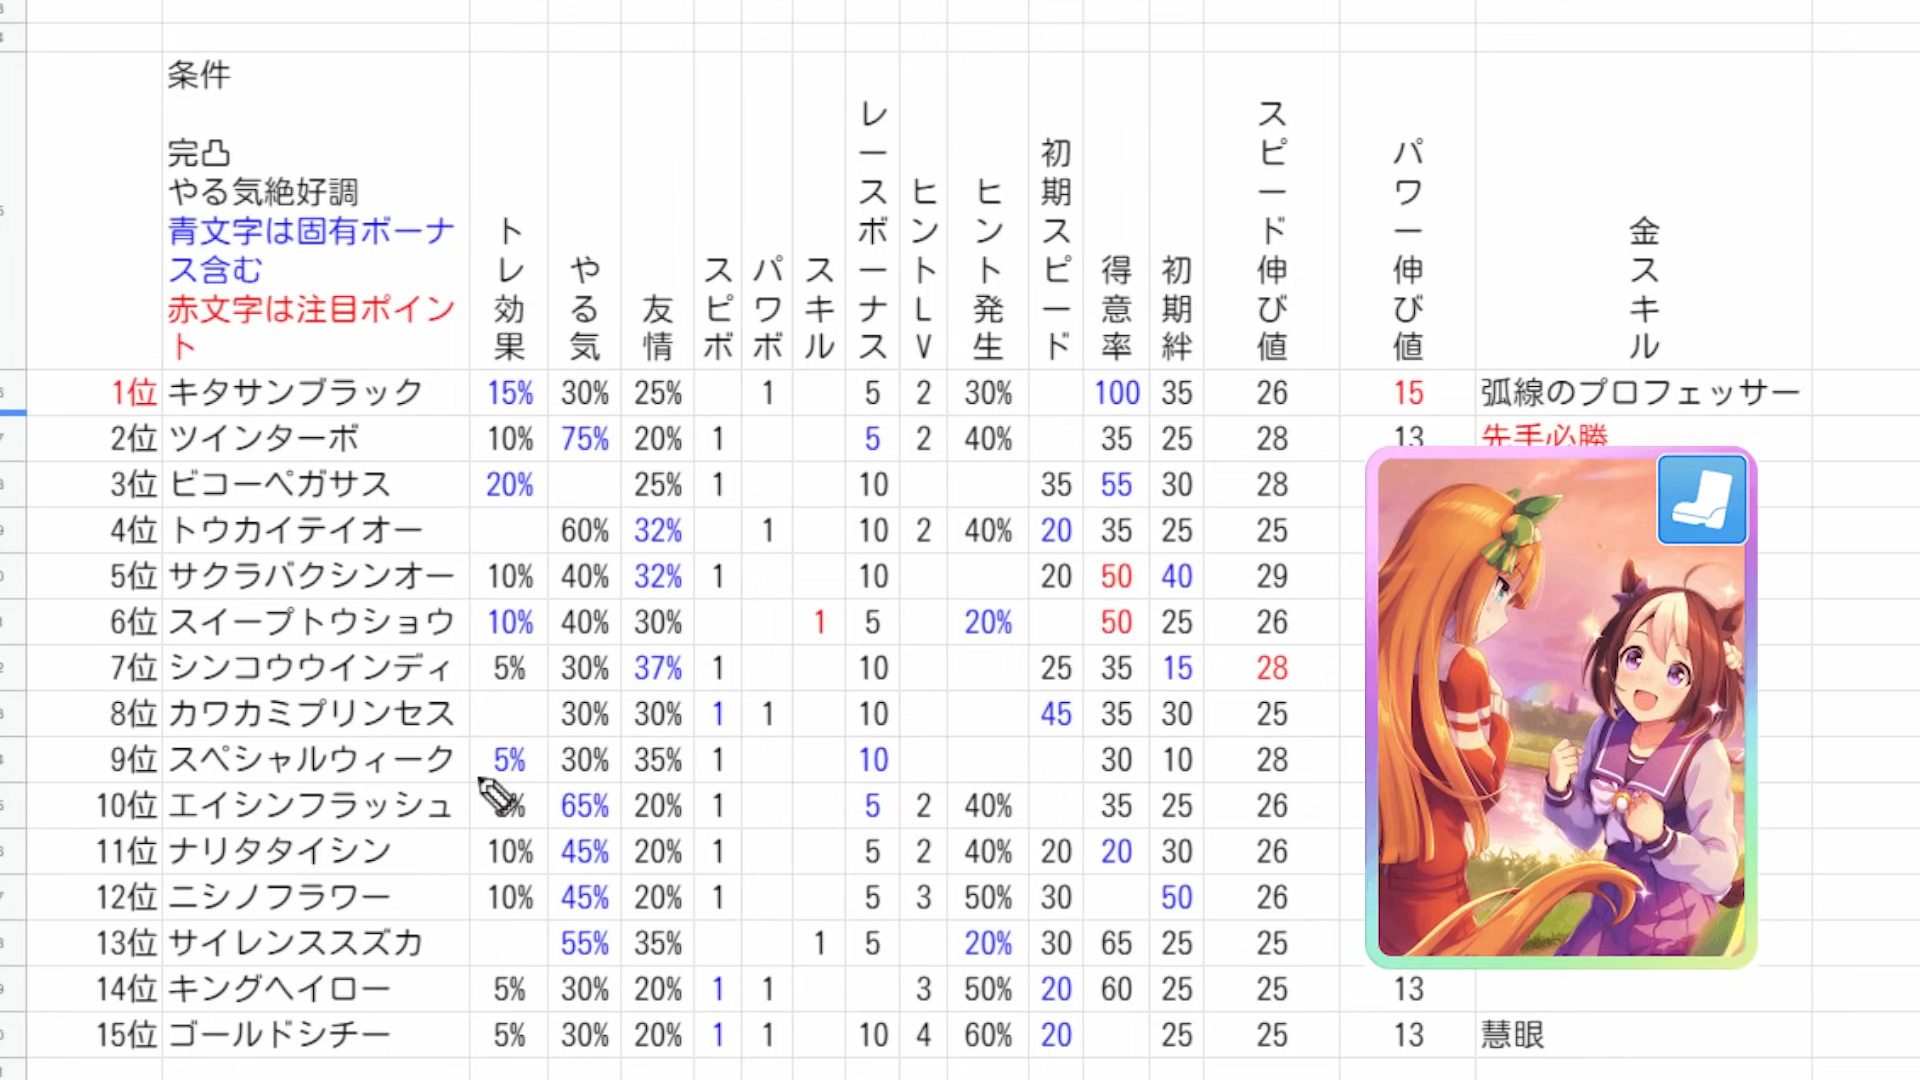 条件
完凸
やる気絶好調
青文字は固有ボーナ
ス含む
赤文字は注目ポイン
ト
トレ効果
やる気
友情
スピボ
パワボ
スキル
レースボーナス
ヒントLV
ヒント発生
初期スピード
得意率
初期絆
スピード伸び値
パワー伸び値
金スキル
1位 キタサンブラック 15% 30% 25% 1 5 2 30% 100 35 26 15 弧線のプロフェッサー
2位 ツインターボ 10% 75% 20% 1 5 2 40% 35 25 28 13 先手必勝
3位 ビコーペガサス 20% 25% 1 10 35 55 30 28
4位 トウカイテイオー 60% 32% 1 10 2 40% 20 35 25 25
5位 サクラバクシンオー 10% 40% 32% 1 10 20 50 40 29
6位 スイープトウショウ 10% 40% 30% 1 5 20% 50 25 26
7位 シンコウウインディ 5% 30% 37% 1 10 25 35 15 28
8位 カワカミプリンセス 30% 30% 1 1 10 45 35 30 25
9位 スペシャルウィーク 5% 30% 35% 1 10 30 10 28
10位 エイシンフラッシュ 65% 20% 1 5 2 40% 35 25 26
11位 ナリタタイシン 10% 45% 20% 1 5 2 40% 20 20 30 26
12位 ニシノフラワー 10% 45% 20% 1 5 3 50% 30 50 26
13位 サイレンススズカ 55% 35% 1 5 20% 30 65 25 25
14位 キングヘイロー 5% 30% 20% 1 1 3 50% 20 60 25 25 13
15位 ゴールドシチー 5% 30% 20% 1 1 10 4 60% 20 25 25 13 慧眼